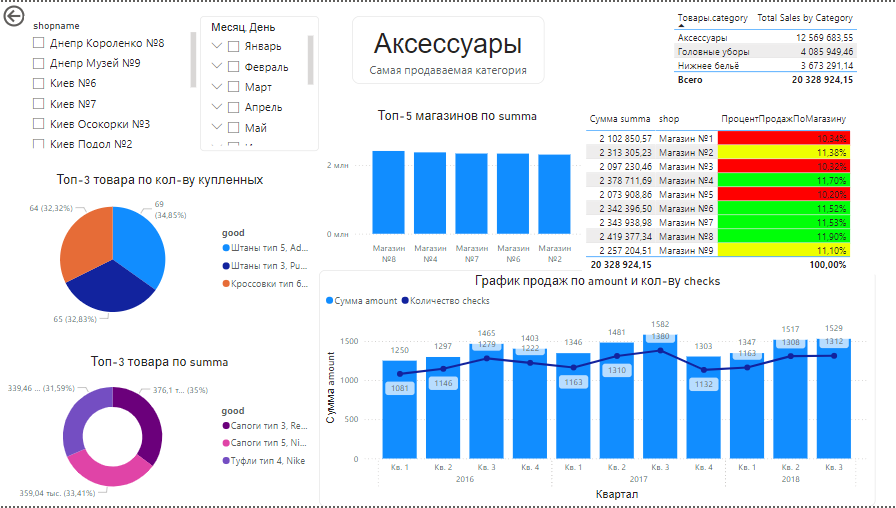 shopname
Днепр Короленко №8
Днепр Музей №9
Киев №6
Киев №7
Киев Осокорки №3
Киев Подол №2
Месяц, День
Январь
Февраль
Март
Апрель
Май
Аксессуары
Самая продаваемая категория
Товары.category Total Sales by Category
Аксессуары 12 569 683,55
Головные уборы 4 085 949,46
Нижнее бельё 3 673 291,14
Всего 20 328 924,15
Топ-5 магазинов по summa
2 млн
0 млн
Магазин №8
Магазин №4
Магазин №7
Магазин №6
Магазин №2
Сумма summa shop ПроцентПродажПоМагазину
2 102 850,57 Магазин №1 10,34%
2 313 305,23 Магазин №2 11,38%
2 097 230,46 Магазин №3 10,32%
2 378 711,69 Магазин №4 11,70%
2 073 908,86 Магазин №5 10,20%
2 342 396,50 Магазин №6 11,52%
2 343 938,98 Магазин №7 11,53%
2 419 377,34 Магазин №8 11,90%
2 257 204,51 Магазин №9 11,10%
20 328 924,15 100,00%
Топ-3 товара по кол-ву купленных
64 (32,32%)
69
(34,85%)
65 (32,83%)
good
Штаны тип 5, Ad...
Штаны тип 3, Pu...
Кроссовки тип 6...
Топ-3 товара по summa
339,46 ... (31,59%)
376,1 т... (35%)
359,04 тыс. (33,41%)
good
Сапоги тип 3, Re...
Сапоги тип 5, Ni...
Туфли тип 4, Nike
График продаж по amount и кол-ву checks
Сумма amount Количество checks
Сумма amount
1500
1000
500
0
1250 1297 1465 1403 1346 1481 1582 1303 1347 1517 1529
1081 1146 1279 1222 1163 1310 1380 1132 1163 1308 1312
Кв. 1 Кв. 2 Кв. 3 Кв. 4 Кв. 1 Кв. 2 Кв. 3 Кв. 4 Кв. 1 Кв. 2 Кв. 3
2016 2017 2018
Квартал